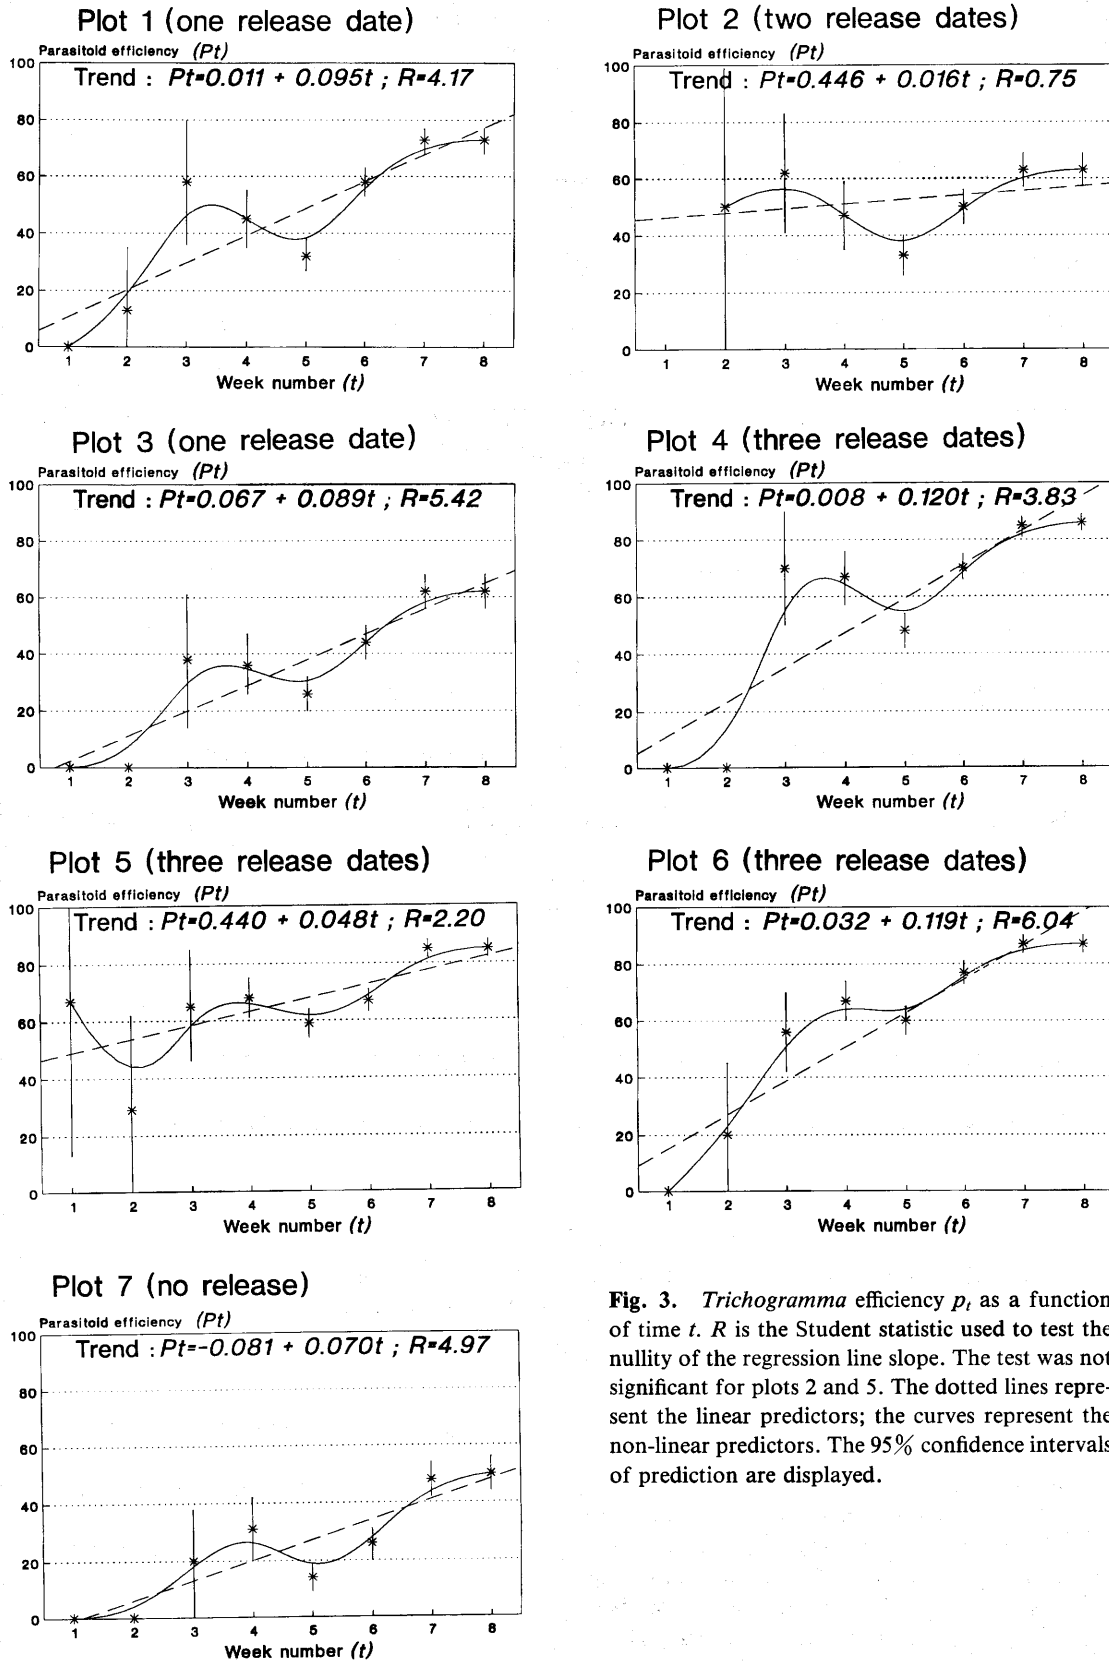 Plot 1 (one release date)
Parasitoid efficiency (Pt)
Trend : Pt=0.011 + 0.095t ; R=4.17
100
80
60
40
20
0
1 2 3 4 5 6 7 8
Week number (t)
Plot 2 (two release dates)
Parasitoid efficiency (Pt)
Trend : Pt=0.446 + 0.016t ; R=0.75
100
80
60
40
20
0
1 2 3 4 5 6 7 8
Week number (t)
Plot 3 (one release date)
Parasitoid efficiency (Pt)
Trend : Pt=0.067 + 0.089t ; R=5.42
100
80
60
40
20
0
1 2 3 4 5 6 7 8
Week number (t)
Plot 4 (three release dates)
Parasitoid efficiency (Pt)
Trend : Pt=0.008 + 0.120t ; R=3.83
100
80
60
40
20
0
1 2 3 4 5 6 7 8
Week number (t)
Plot 5 (three release dates)
Parasitoid efficiency (Pt)
Trend : Pt=0.440 + 0.048t ; R=2.20
100
80
60
40
20
0
1 2 3 4 5 6 7 8
Week number (t)
Plot 6 (three release dates)
Parasitoid efficiency (Pt)
Trend : Pt=0.032 + 0.119t ; R=6.04
100
80
60
40
20
0
1 2 3 4 5 6 7 8
Week number (t)
Plot 7 (no release)
Parasitoid efficiency (Pt)
Trend : Pt=-0.081 + 0.070t ; R=4.97
100
80
60
40
20
0
1 2 3 4 5 6 7 8
Week number (t)
Fig. 3. Trichogramma efficiency pt as a function
of time t. R is the Student statistic used to test the
nullity of the regression line slope. The test was not
significant for plots 2 and 5. The dotted lines repre-
sent the linear predictors; the curves represent the
non-linear predictors. The 95% confidence intervals
of prediction are displayed.